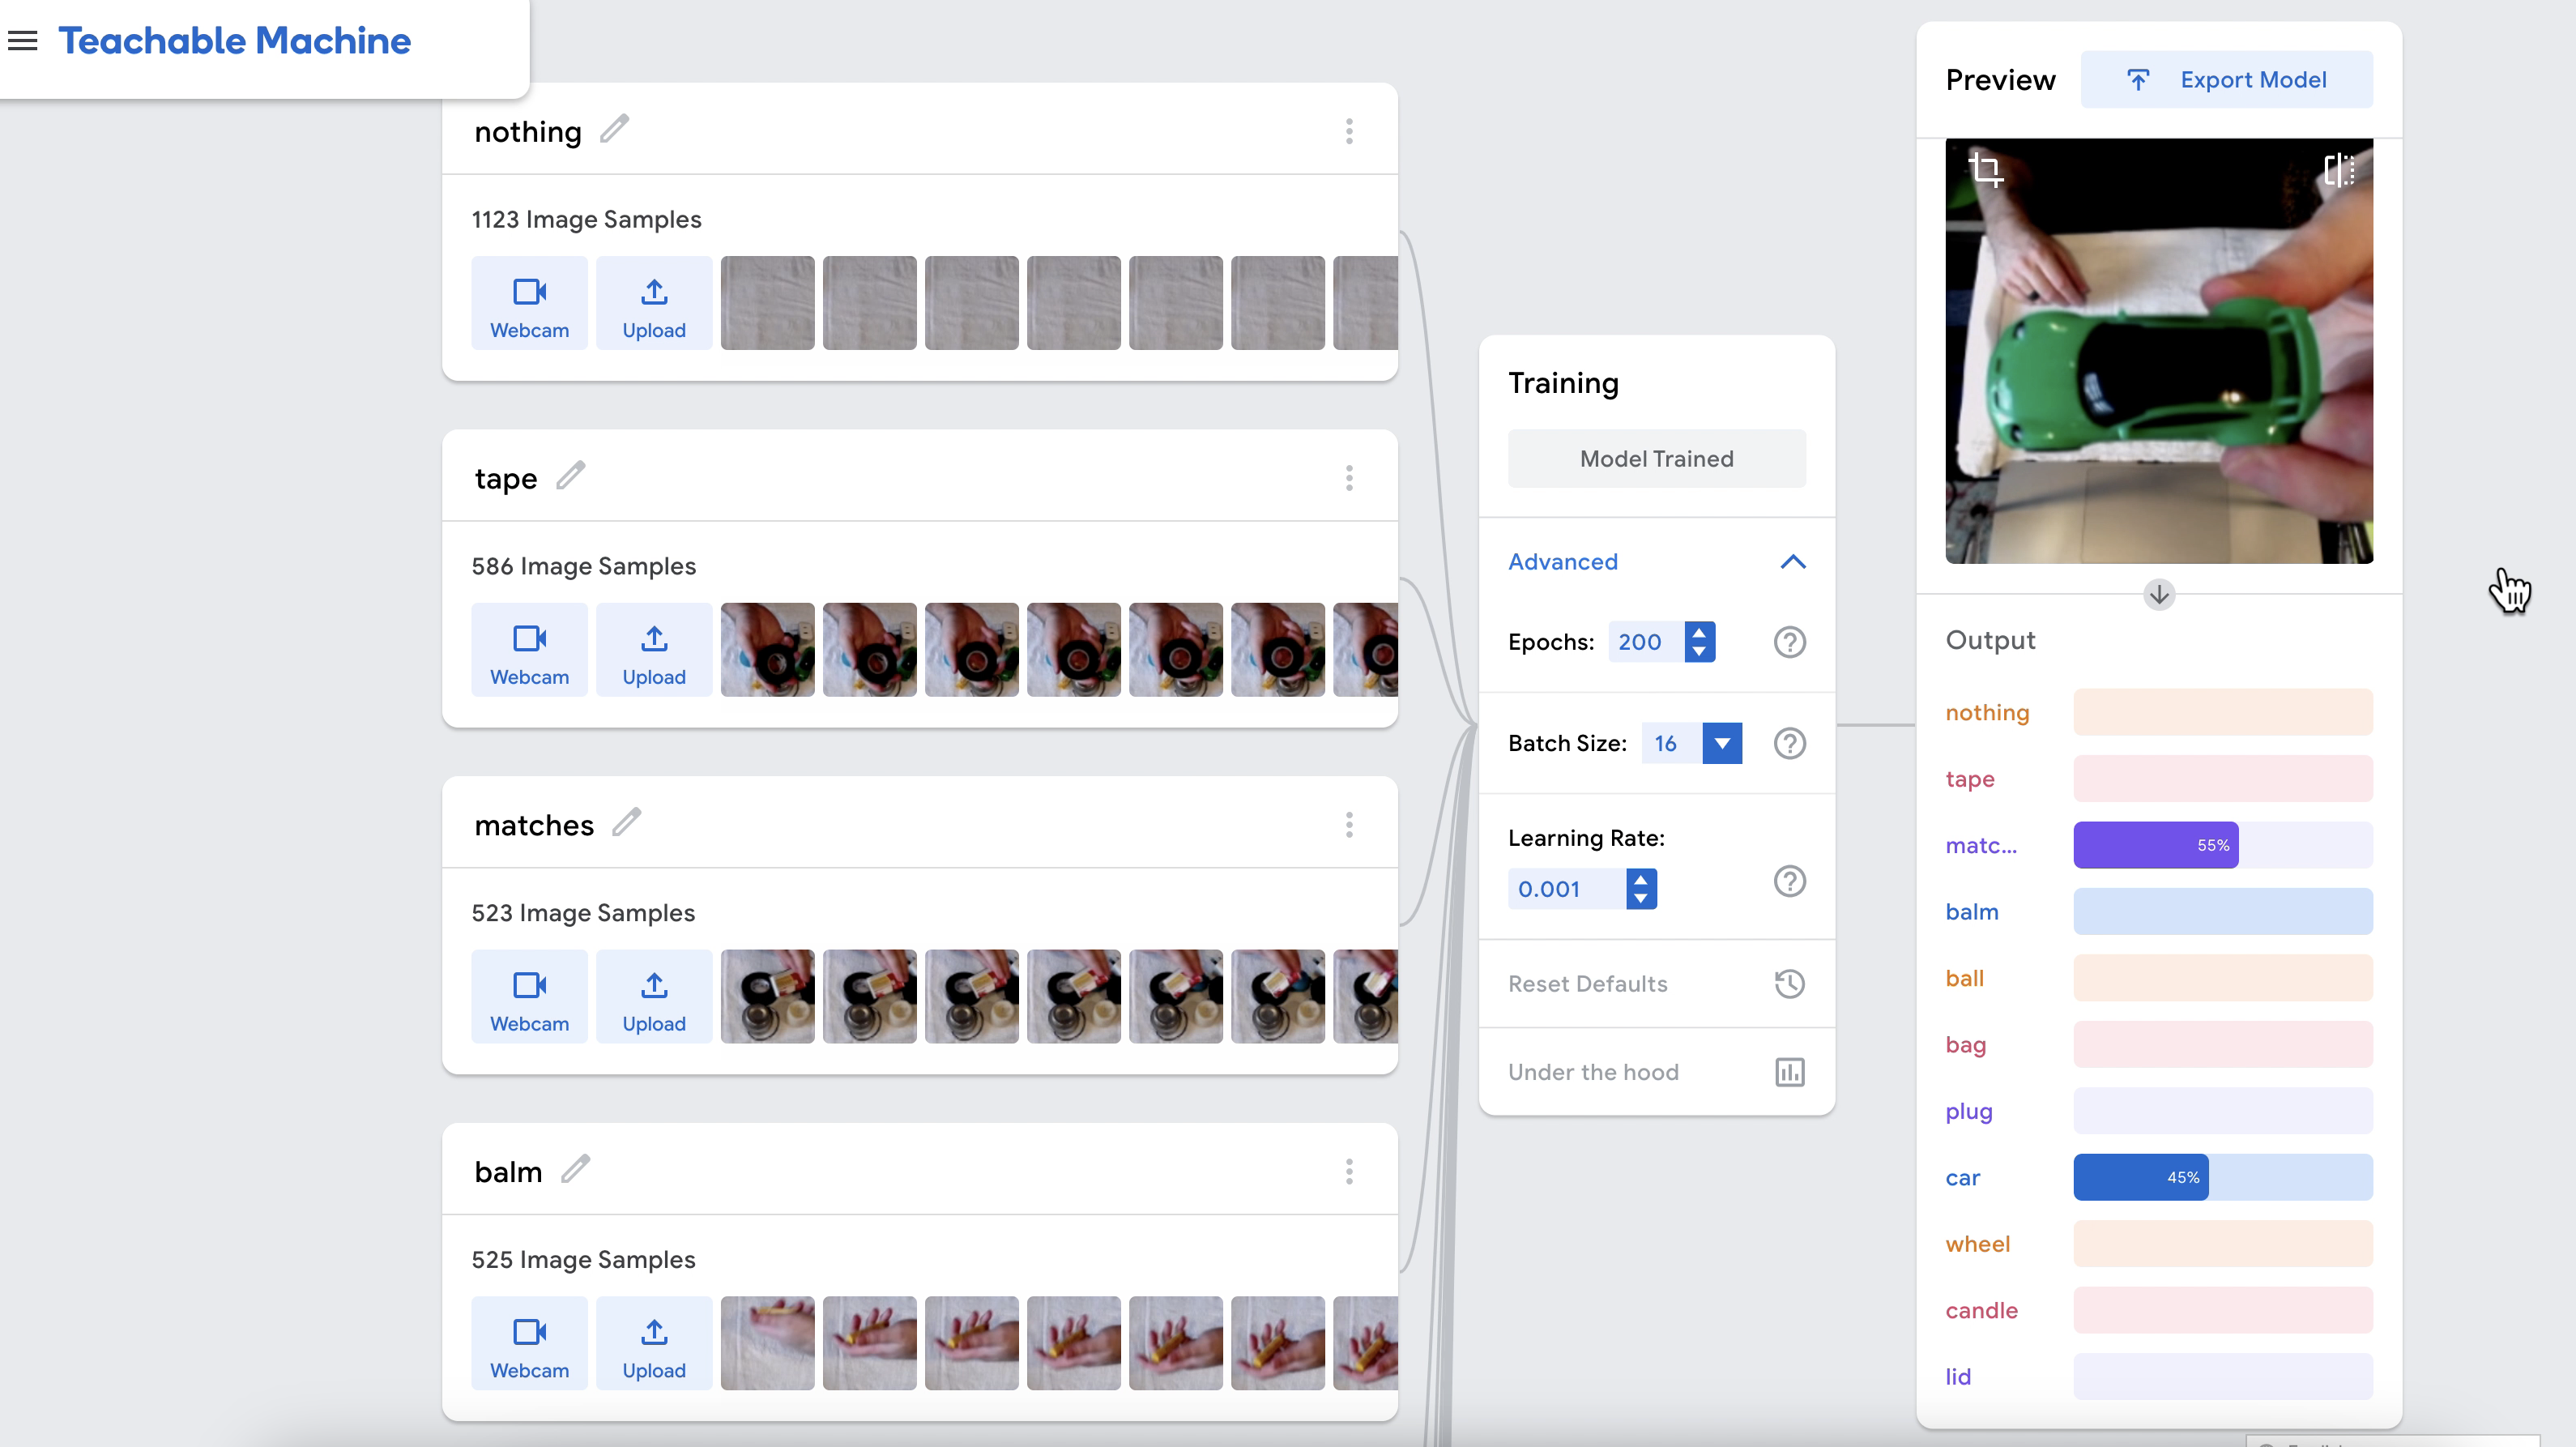 Teachable Machine
nothing
1123 Image Samples
Webcam
Upload
tape
586 Image Samples
Webcam
Upload
matches
523 Image Samples
Webcam
Upload
balm
525 Image Samples
Webcam
Upload
Training
Model Trained
Advanced
Epochs: 200
Batch Size: 16
Learning Rate:
0.001
Reset Defaults
Under the hood
Preview
Export Model
Output
nothing
tape
matc... 55%
balm
ball
bag
plug
car 45%
wheel
candle
lid